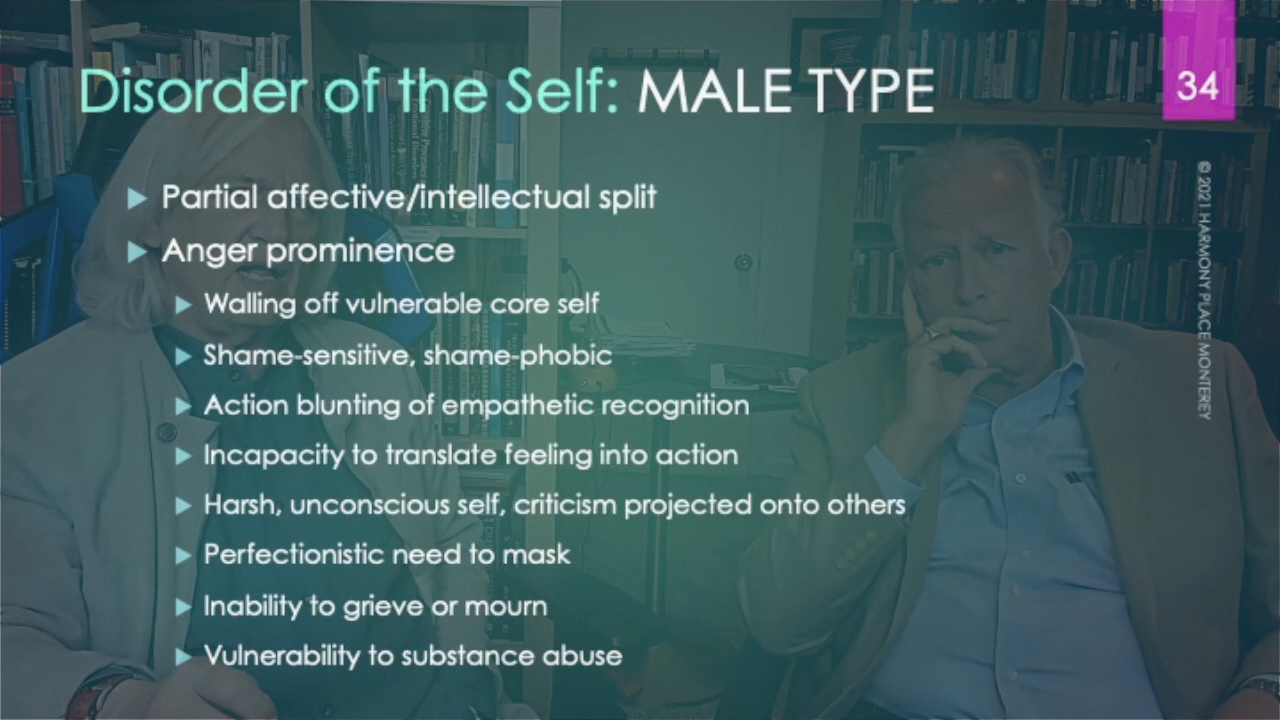 Disorder of the Self: MALE TYPE
34
Partial affective/intellectual split
Anger prominence
Walling off vulnerable core self
Shame-sensitive, shame-phobic
Action blunting of empathetic recognition
Incapacity to translate feeling into action
Harsh, unconscious self, criticism projected onto others
Perfectionistic need to mask
Inability to grieve or mourn
Vulnerability to substance abuse
© 2021 HARMONY PLACE MONTEREY